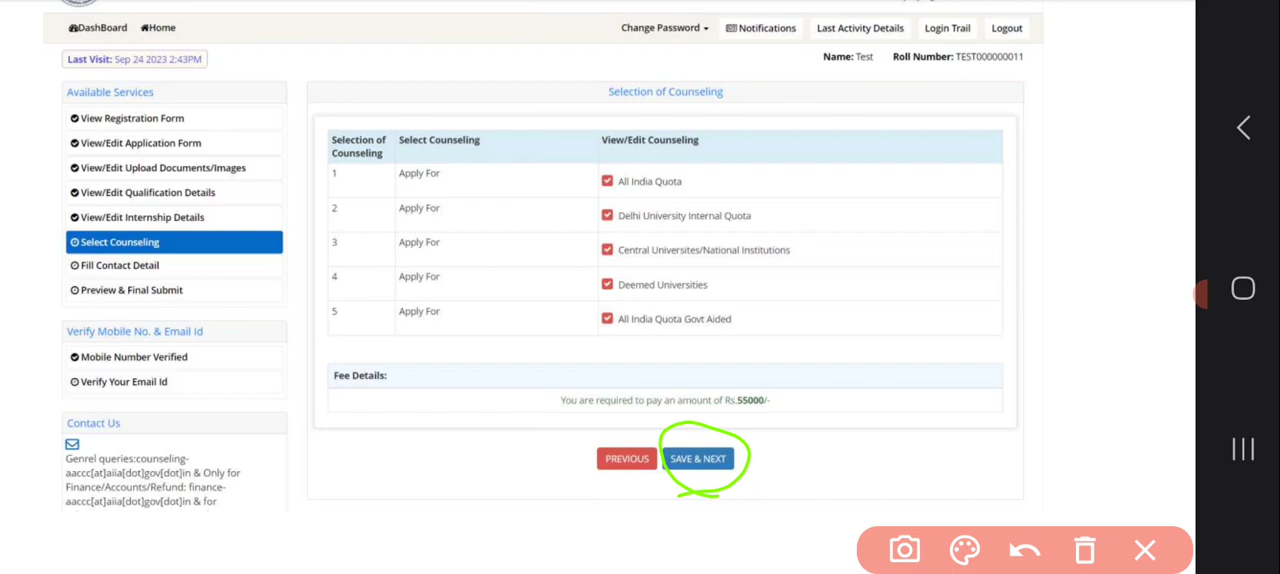 DashBoard Home Change Password Notifications Last Activity Details Login Trail Logout
Last Visit: Sep 24 2023 2:43PM
Name: Test Roll Number: TEST000000011
Available Services
View Registration Form
View/Edit Application Form
View/Edit Upload Documents/Images
View/Edit Qualification Details
View/Edit Internship Details
Select Counseling
Fill Contact Detail
Preview & Final Submit
Verify Mobile No. & Email Id
Mobile Number Verified
Verify Your Email Id
Contact Us
Genrel queries:counseling-
aaccc[at]aiia[dot]gov[dot]in & Only for
Finance/Accounts/Refund: finance-
aaccc[at]aiia[dot]gov[dot]in & for
Selection of Counseling
Selection of Counseling Select Counseling View/Edit Counseling
1 Apply For All India Quota
2 Apply For Delhi University Internal Quota
3 Apply For Central Universites/National Institutions
4 Apply For Deemed Universities
5 Apply For All India Quota Govt Aided
Fee Details:
You are required to pay an amount of Rs.55000/-
PREVIOUS SAVE & NEXT